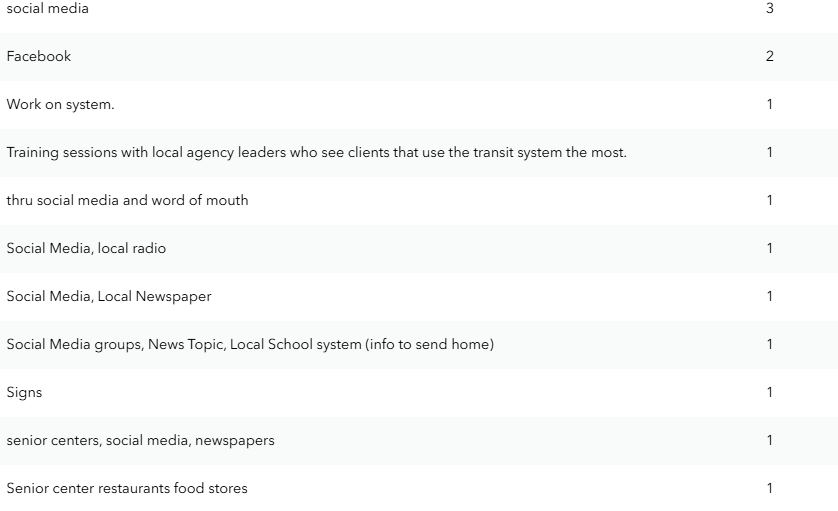 social media 3
Facebook 2
Work on system. 1
Training sessions with local agency leaders who see clients that use the transit system the most. 1
thru social media and word of mouth 1
Social Media, local radio 1
Social Media, Local Newspaper 1
Social Media groups, News Topic, Local School system (info to send home) 1
Signs 1
senior centers, social media, newspapers 1
Senior center restaurants food stores 1